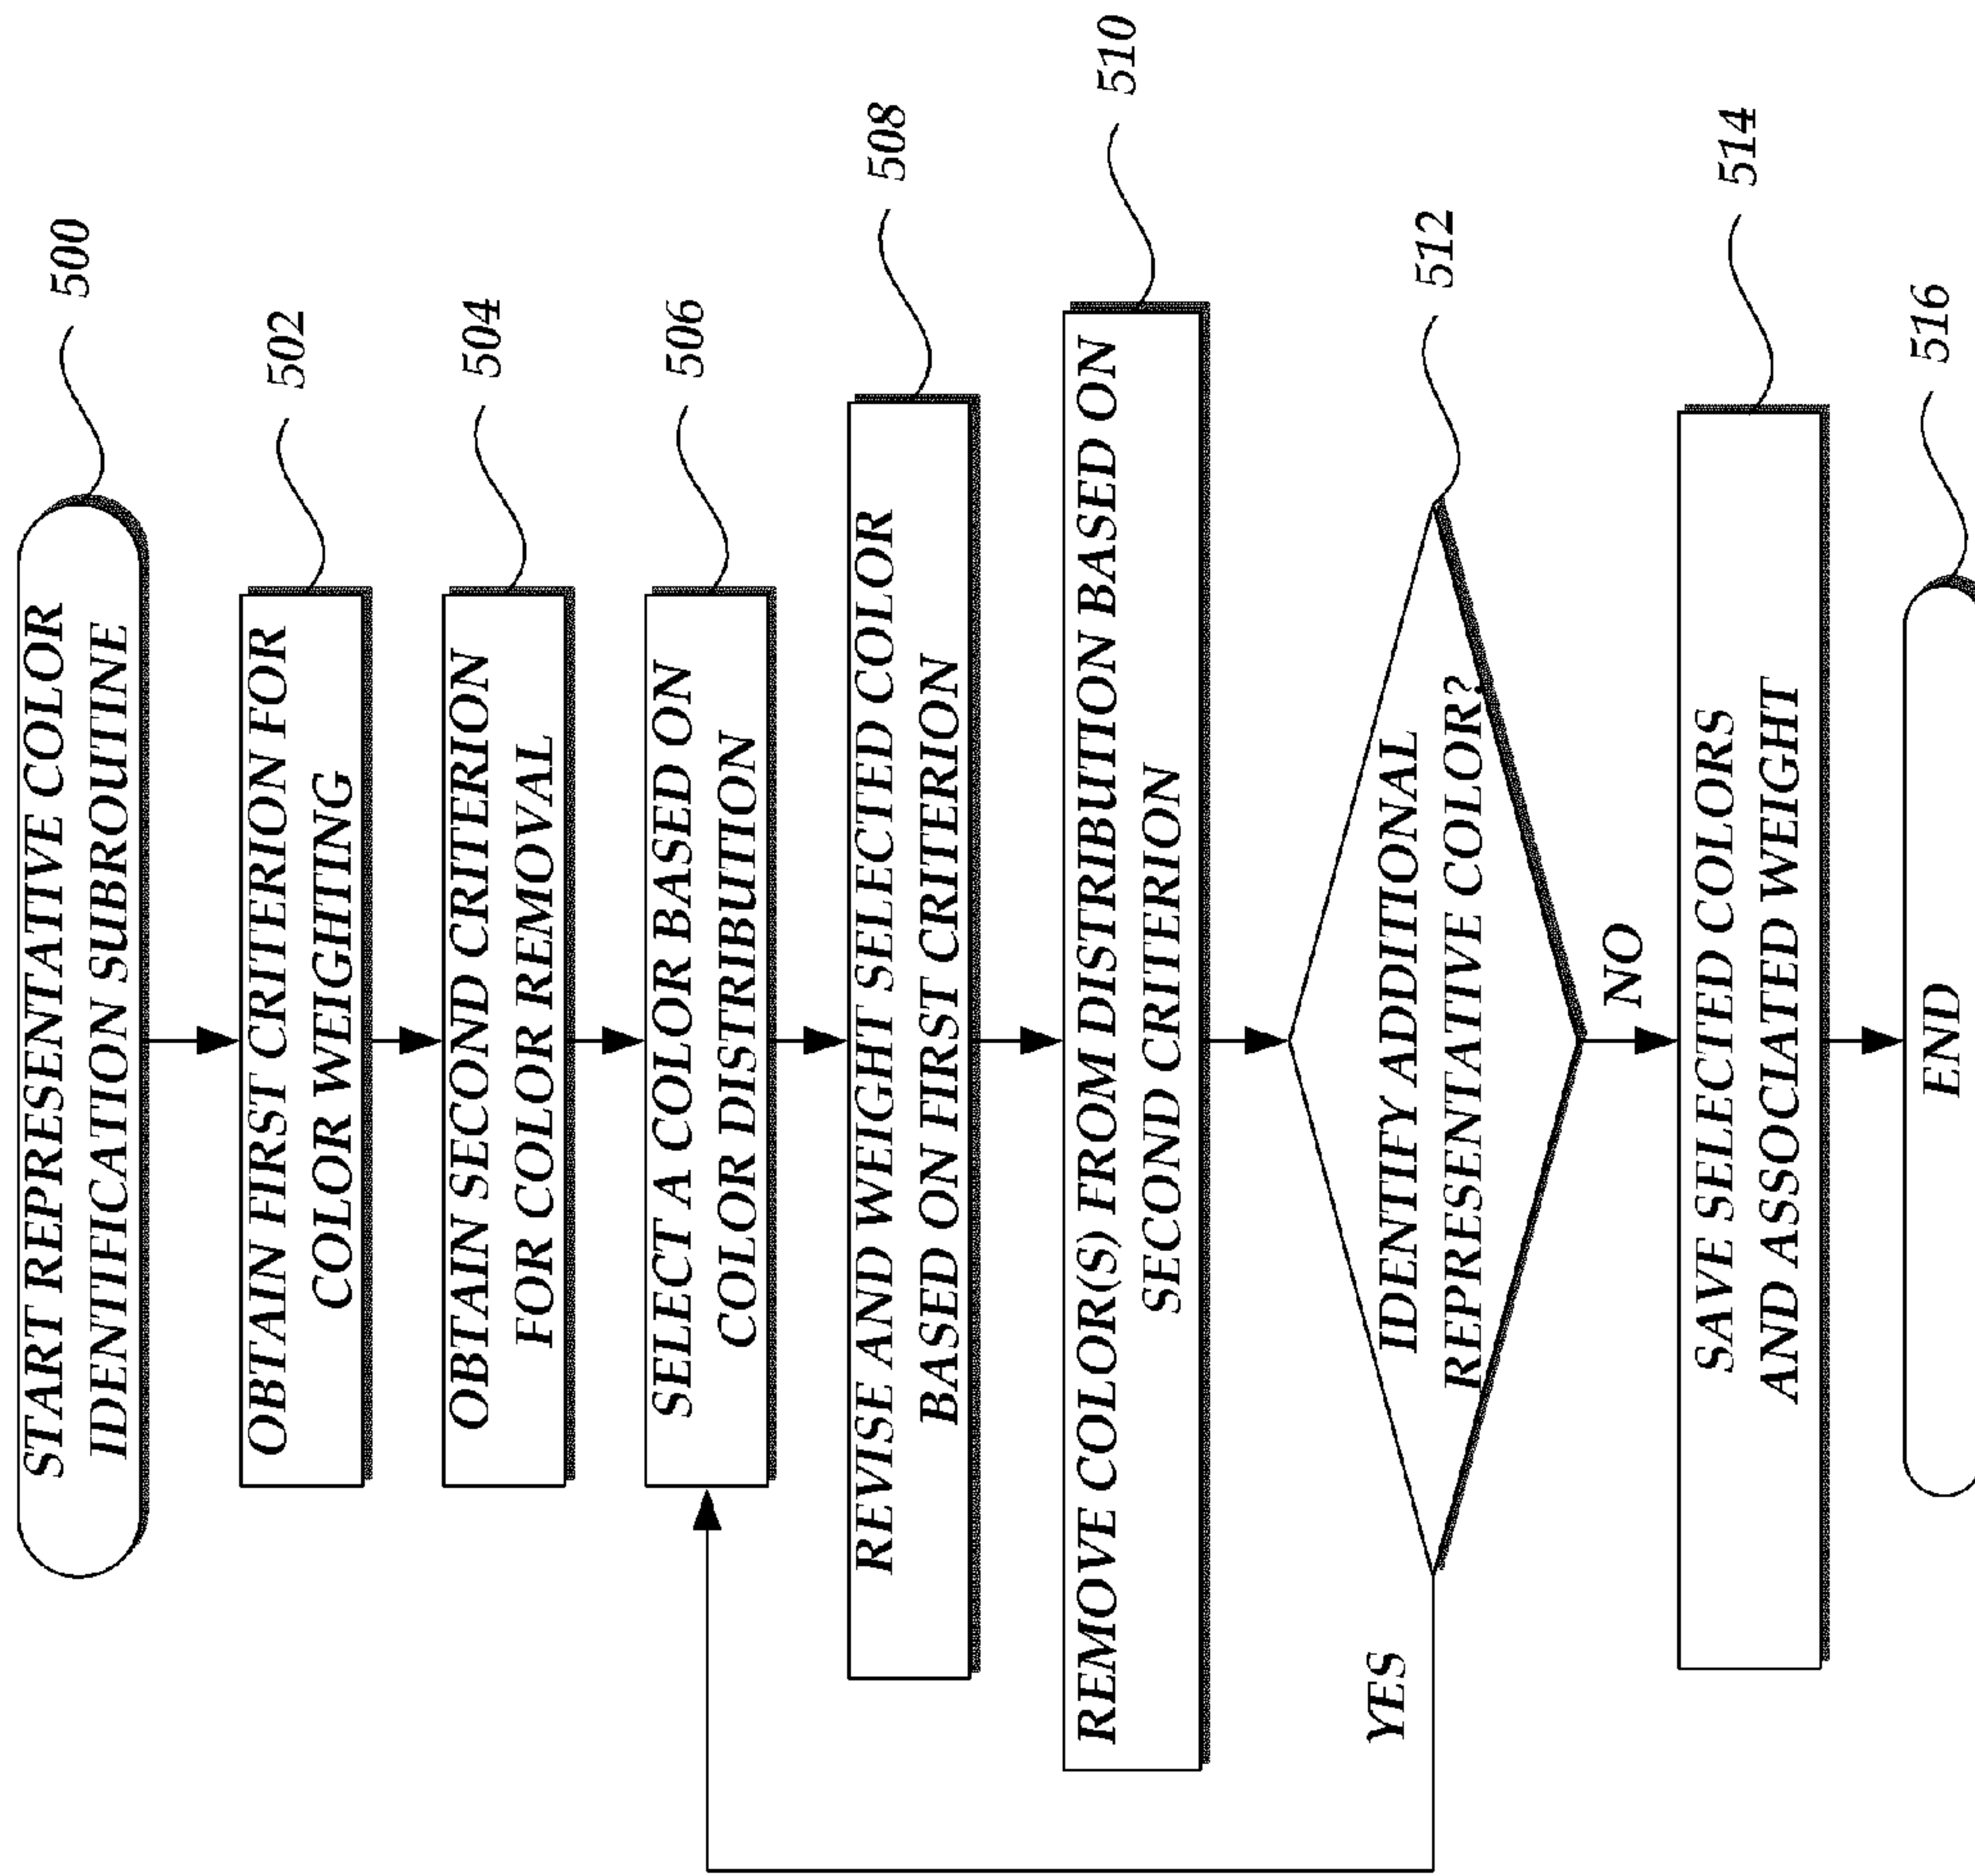 START REPRESENTATIVE COLOR
IDENTIFICATION SUBROUTINE
500
OBTAIN FIRST CRITERION FOR
COLOR WEIGHTING
502
OBTAIN SECOND CRITERION
FOR COLOR REMOVAL
504
SELECT A COLOR BASED ON
COLOR DISTRIBUTION
506
REVISE AND WEIGHT SELECTED COLOR
BASED ON FIRST CRITERION
508
REMOVE COLOR(S) FROM DISTRIBUTION BASED ON
SECOND CRITERION
510
IDENTIFY ADDITIONAL
REPRESENTATIVE COLOR?
512
YES
NO
SAVE SELECTED COLORS
AND ASSOCIATED WEIGHT
514
END
516